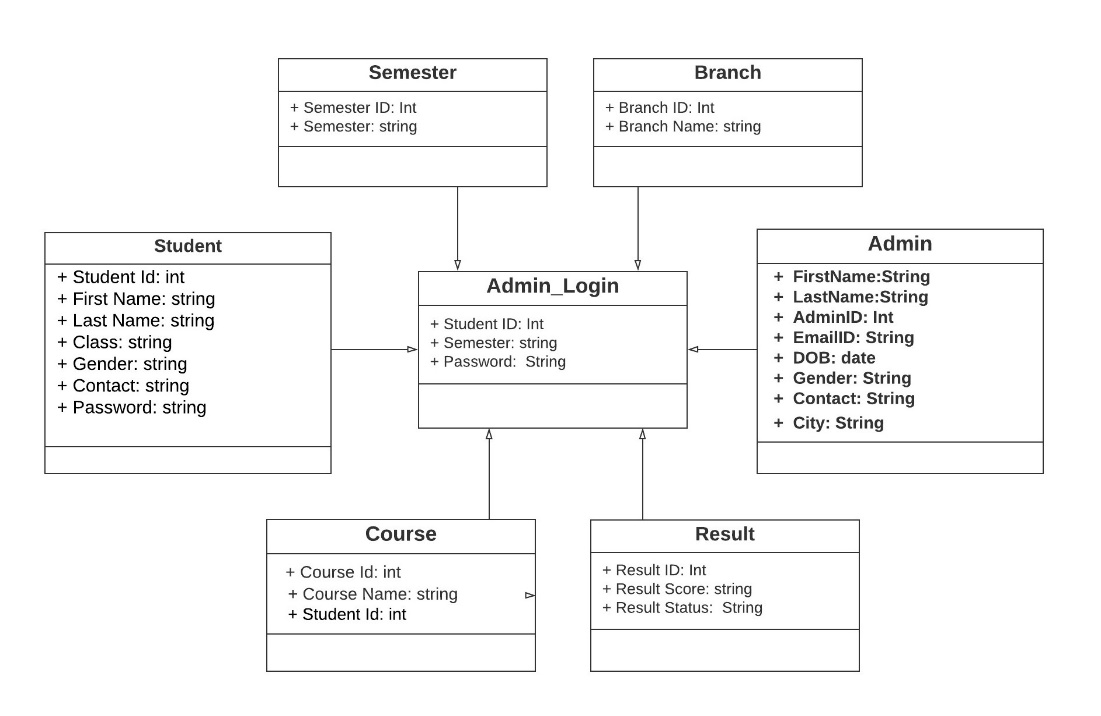 Semester
+ Semester ID: Int
+ Semester: string
Branch
+ Branch ID: Int
+ Branch Name: string
Student
+ Student Id: int
+ First Name: string
+ Last Name: string
+ Class: string
+ Gender: string
+ Contact: string
+ Password: string
Admin_Login
+ Student ID: Int
+ Semester: string
+ Password:  String
Admin
+ FirstName:String
+ LastName:String
+ AdminID: Int
+ EmailID: String
+ DOB: date
+ Gender: String
+ Contact: String
+ City: String
Course
+ Course Id: int
+ Course Name: string
+ Student Id: int
Result
+ Result ID: Int
+ Result Score: string
+ Result Status:  String